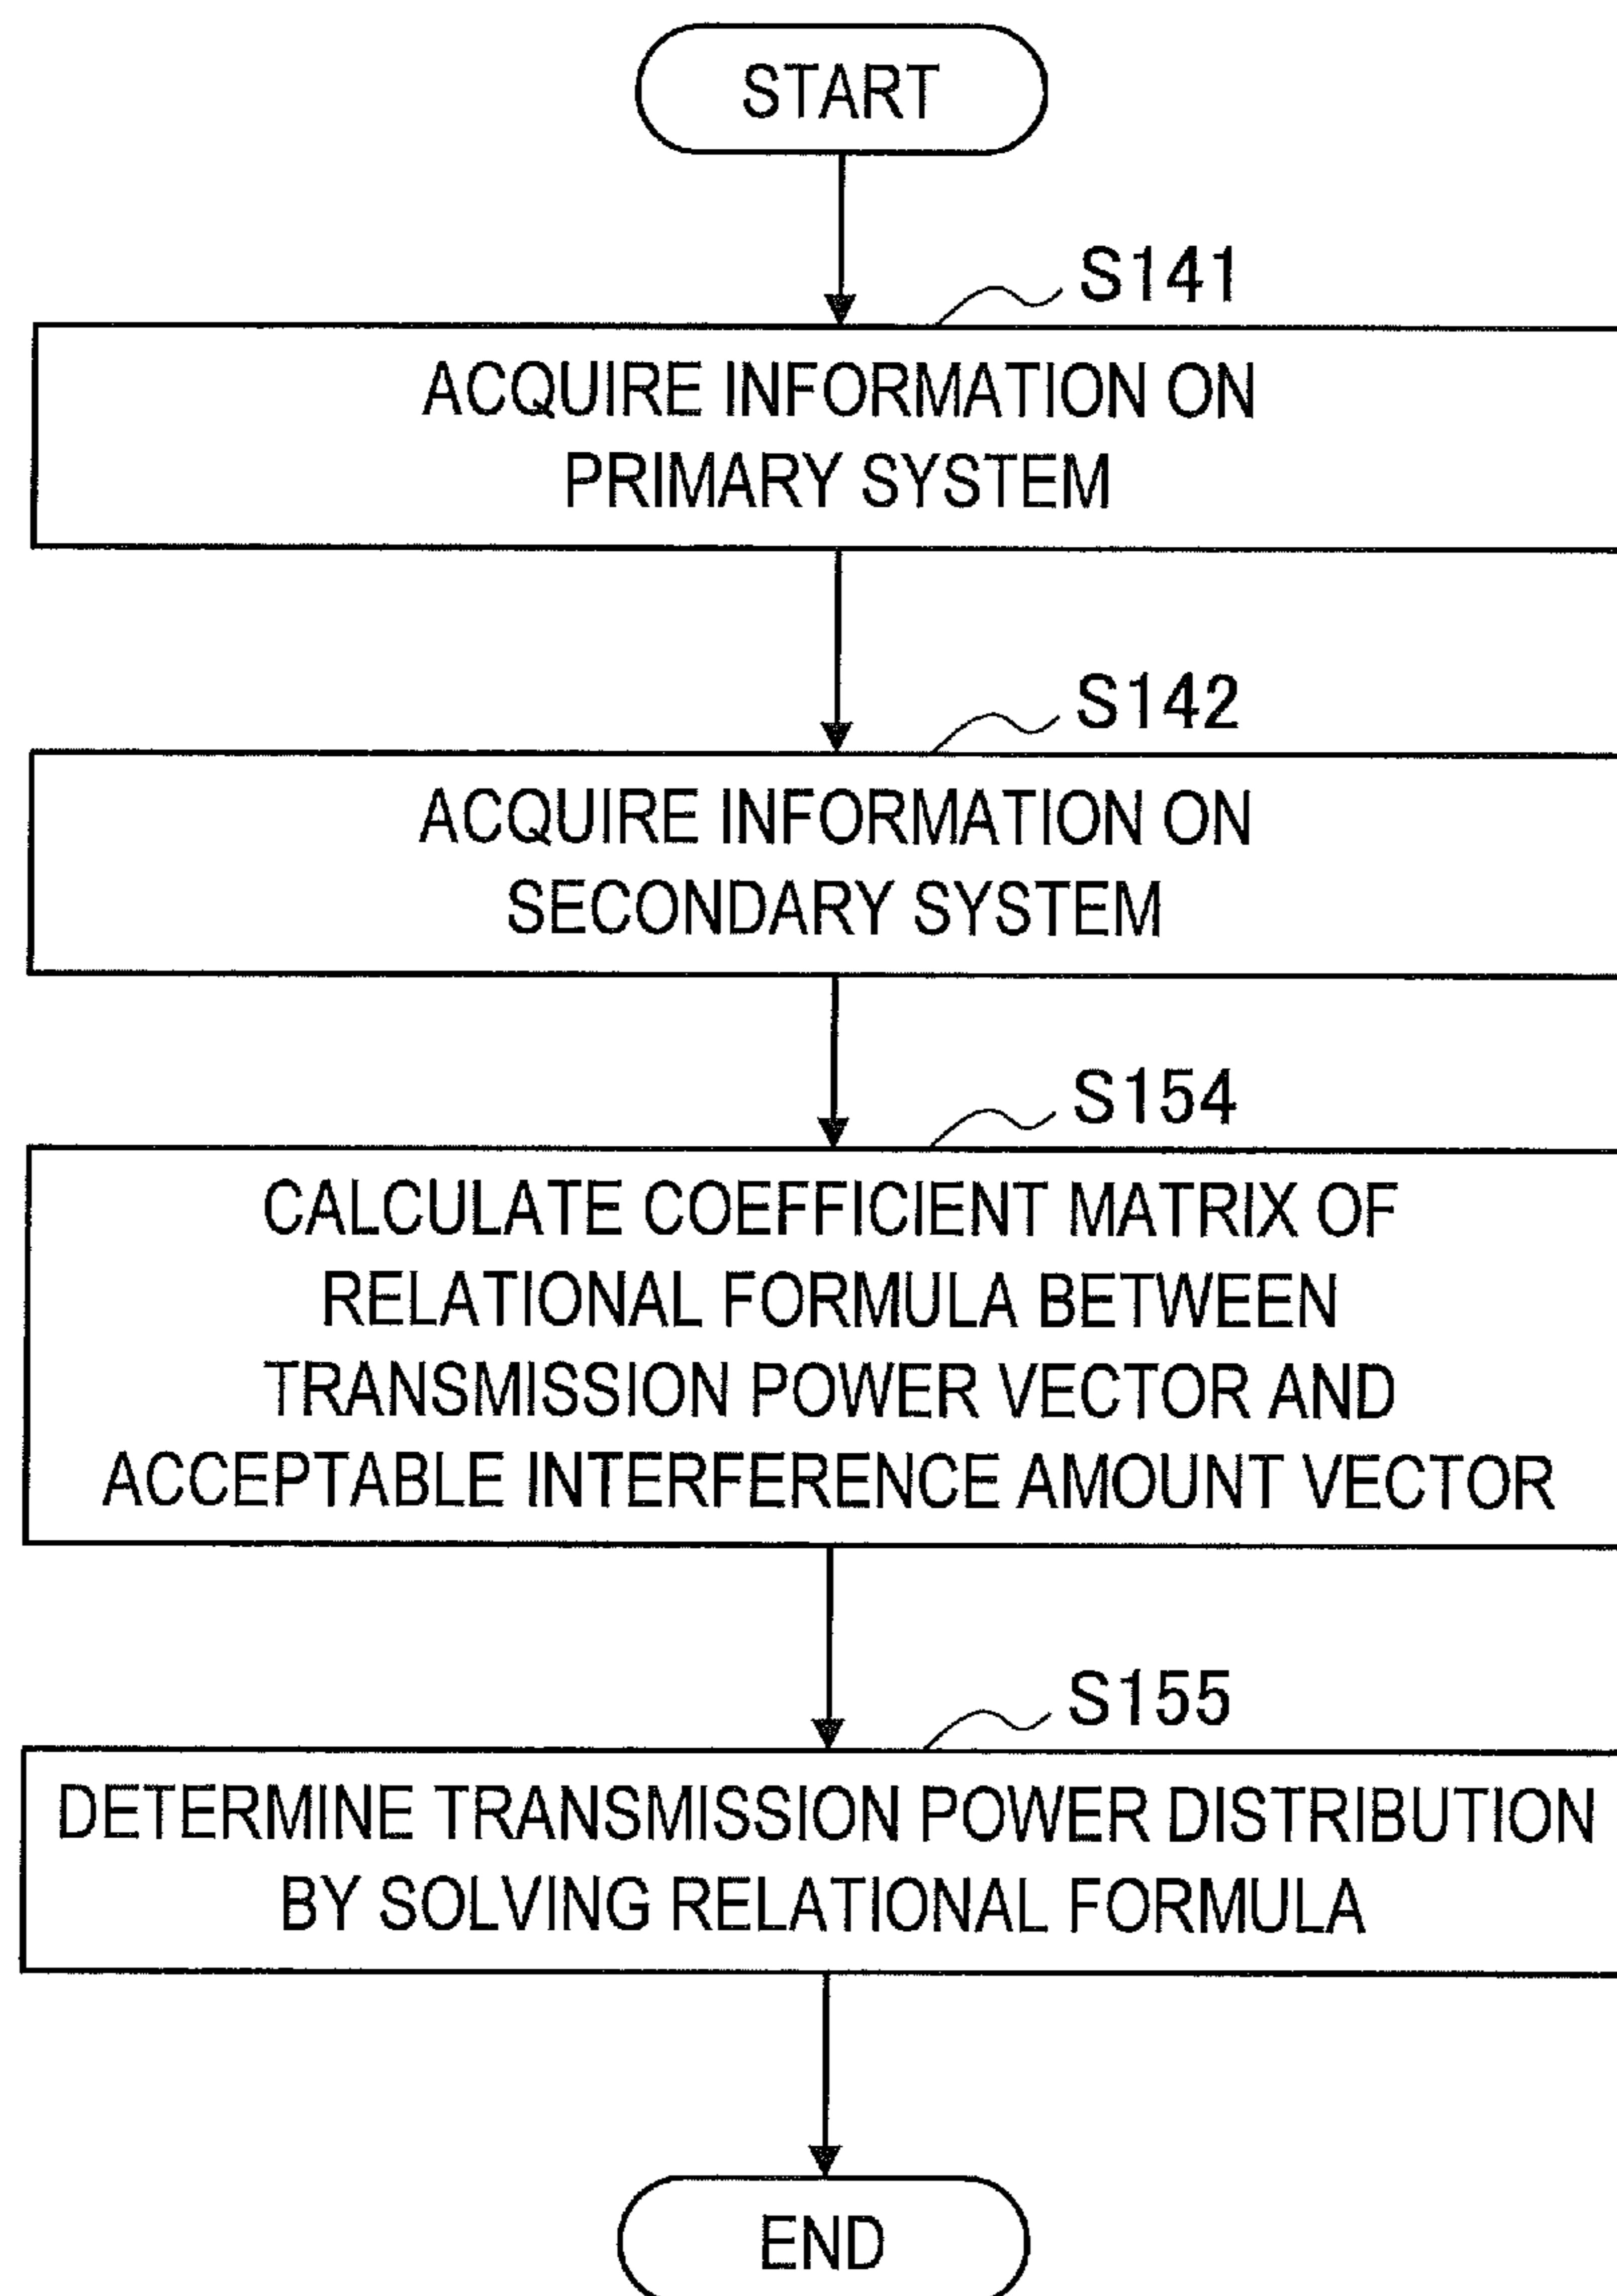 START
S141
ACQUIRE INFORMATION ON
PRIMARY SYSTEM
S142
ACQUIRE INFORMATION ON
SECONDARY SYSTEM
S154
CALCULATE COEFFICIENT MATRIX OF
RELATIONAL FORMULA BETWEEN
TRANSMISSION POWER VECTOR AND
ACCEPTABLE INTERFERENCE AMOUNT VECTOR
S155
DETERMINE TRANSMISSION POWER DISTRIBUTION
BY SOLVING RELATIONAL FORMULA
END